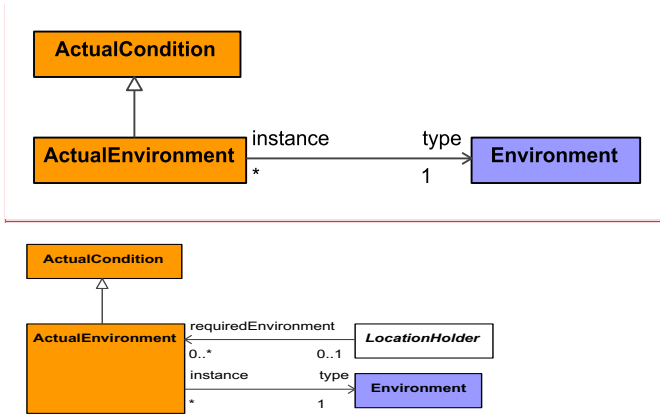 ActualCondition
instance type
ActualEnvironment Environment
* 1
ActualCondition
requiredEnvironment
ActualEnvironment LocationHolder
0..* 0..1
instance type
Environment
* 1